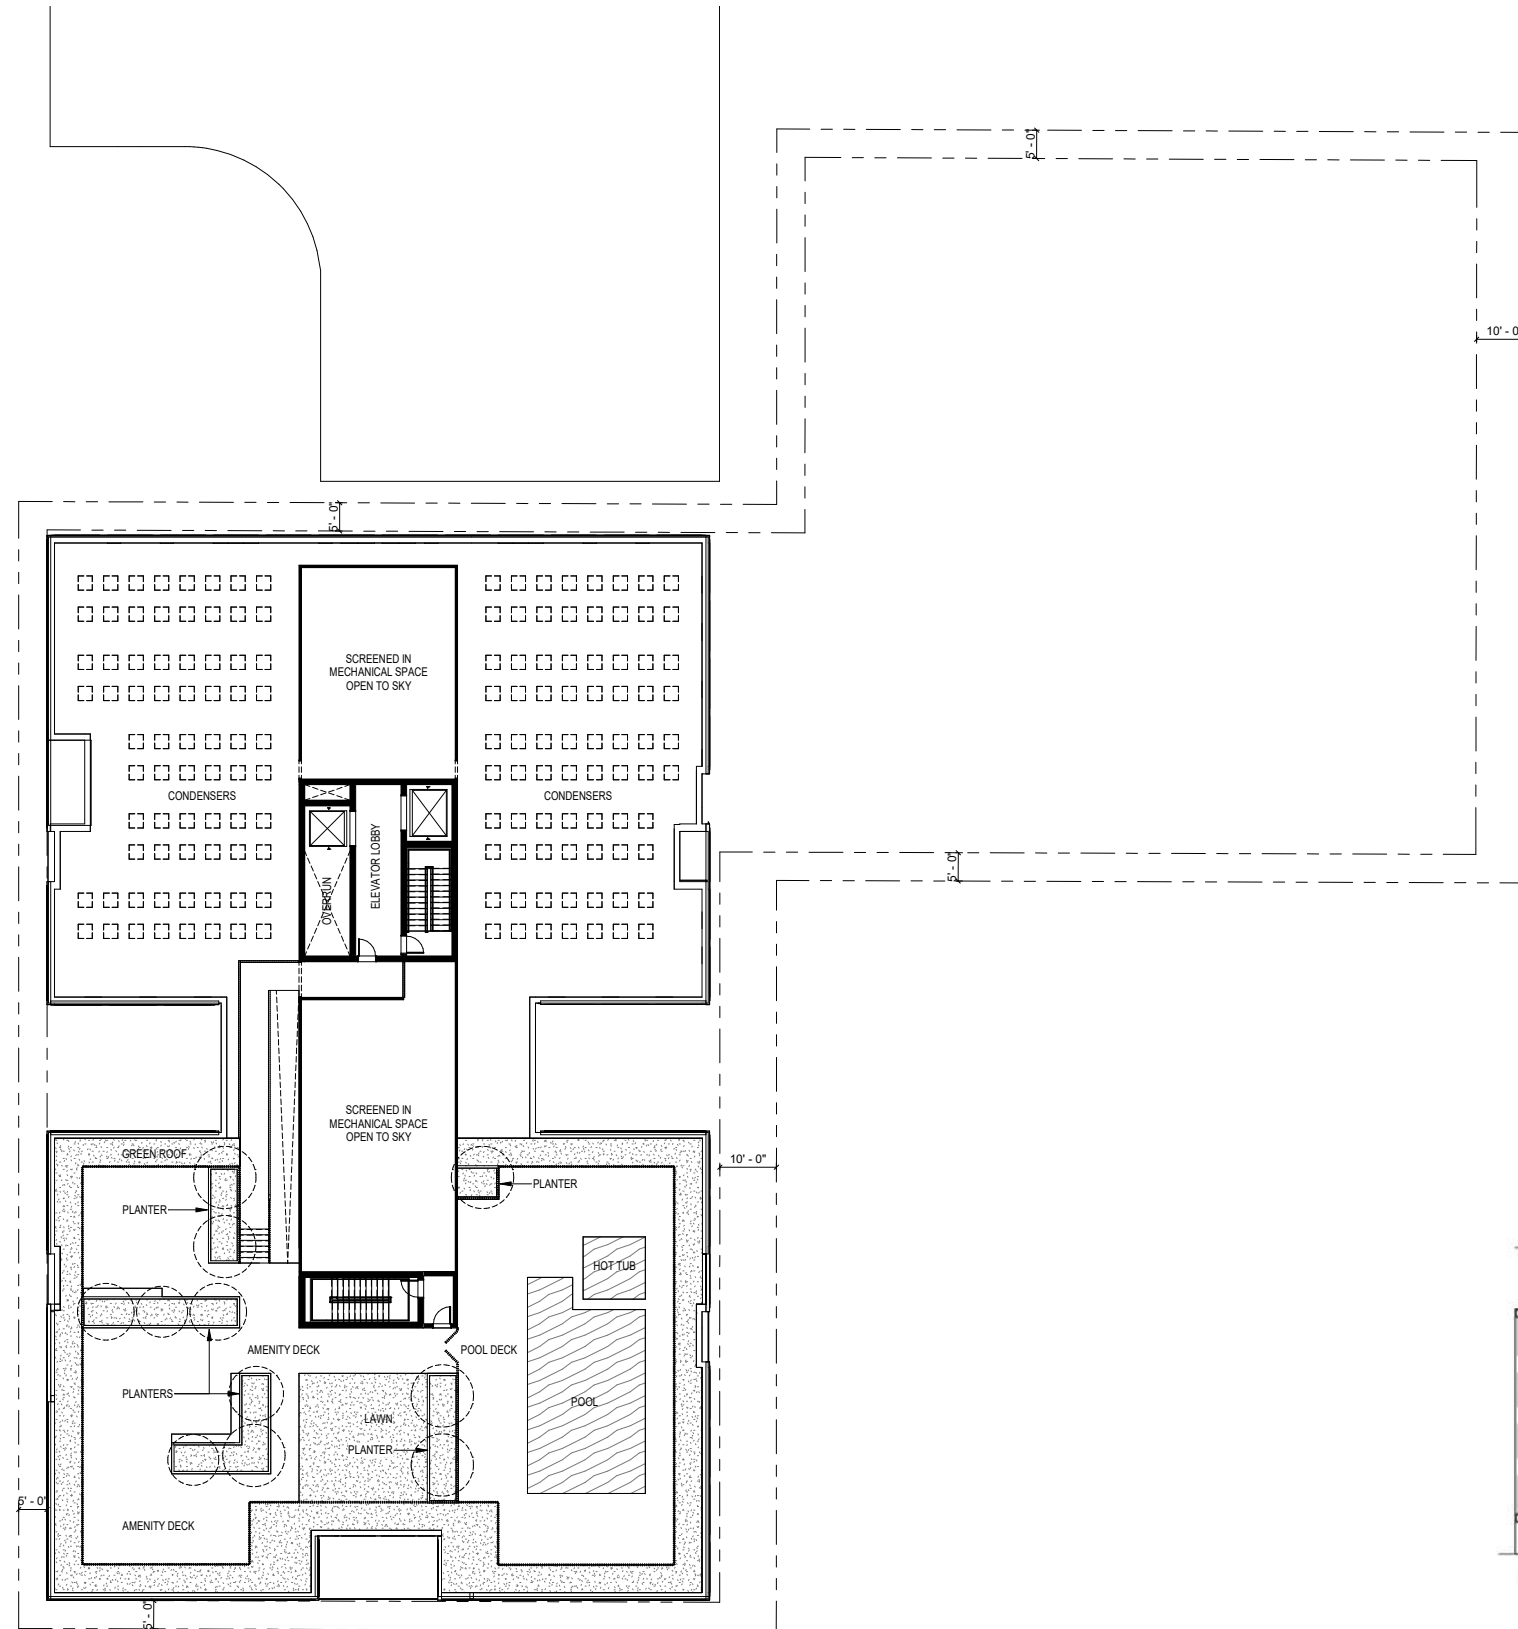 5' - 0"
10' - 0
5' - 0"
SCREENED IN
MECHANICAL SPACE
OPEN TO SKY
CONDENSERS
CONDENSERS
ELEVATOR LOBBY
OVERRUN
5' - 0"
SCREENED IN
MECHANICAL SPACE
OPEN TO SKY
GREEN ROOF
10' - 0"
PLANTER
PLANTER
HOT TUB
AMENITY DECK
POOL DECK
PLANTERS
POOL
LAWN
PLANTER
5' - 0"
AMENITY DECK
5' - 0"